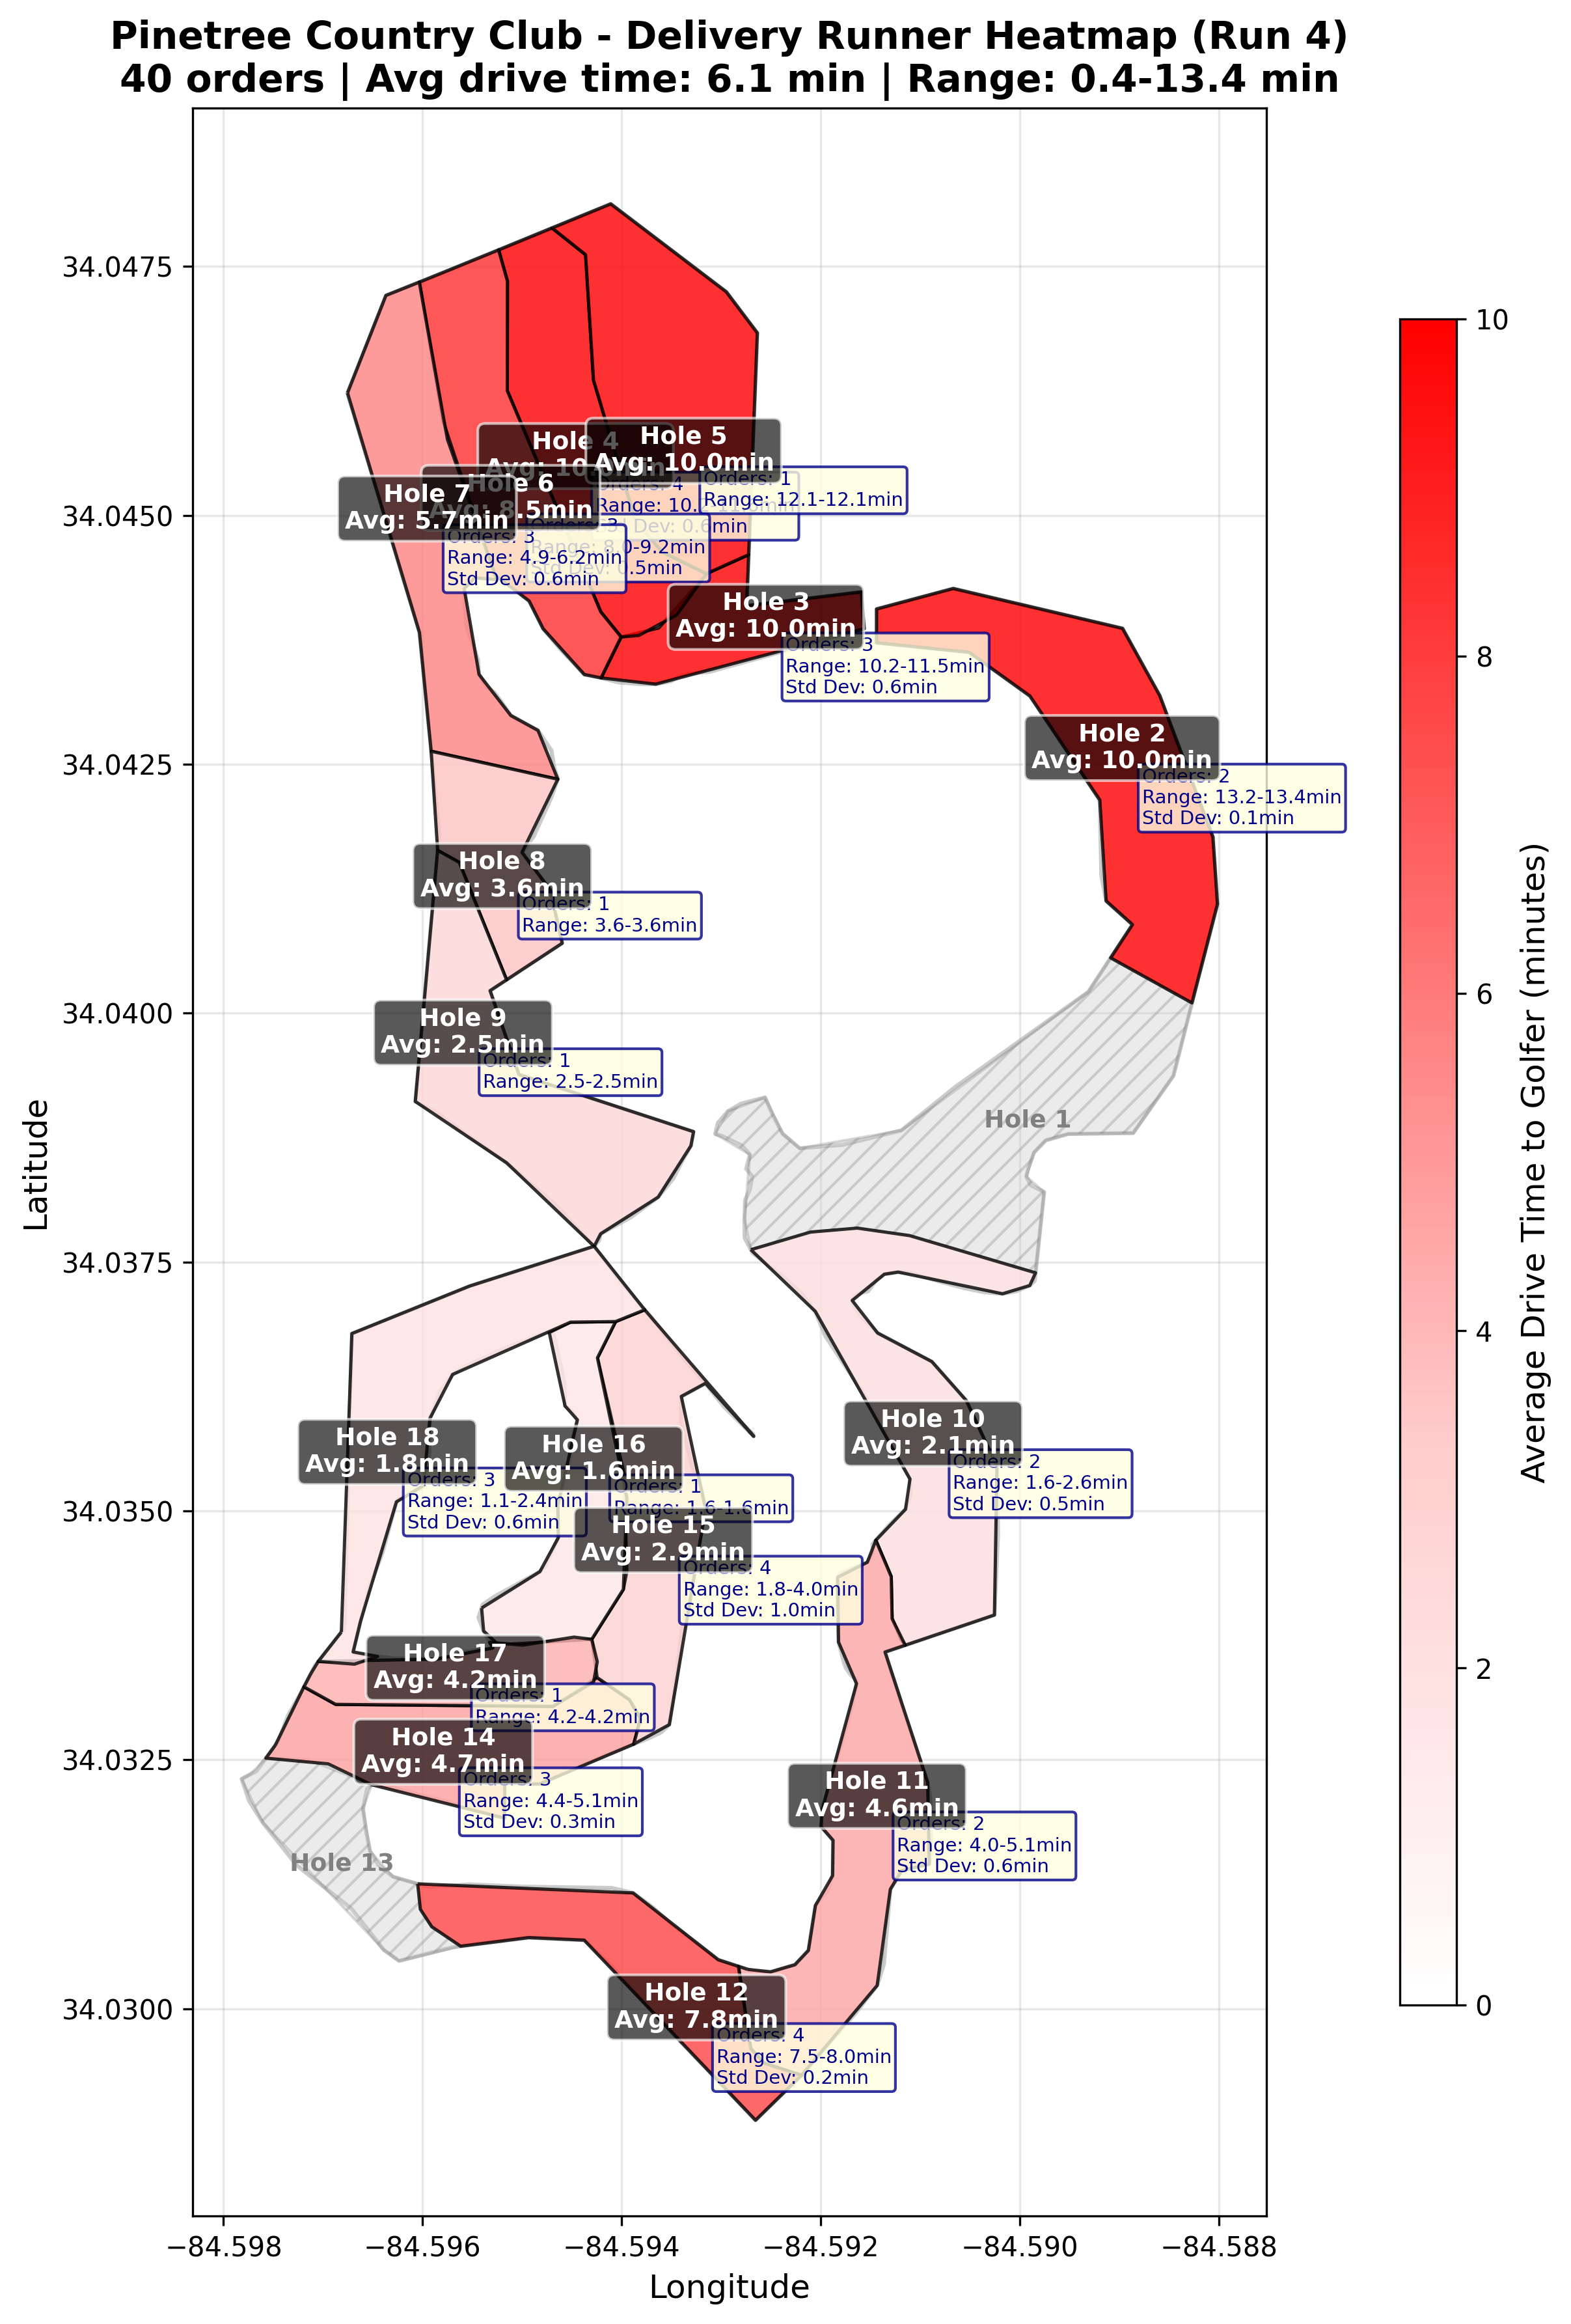 Pinetree Country Club - Delivery Runner Heatmap (Run 4)
40 orders | Avg drive time: 6.1 min | Range: 0.4-13.4 min
34.0475
34.0450
34.0425
34.0400
34.0375
34.0350
34.0325
34.0300
Latitude
−84.598
−84.596
−84.594
−84.592
−84.590
−84.588
Longitude
Hole 5
Avg: 10.0min
Orders: 1
Range: 12.1-12.1min
Hole 4
Avg: 10.
Orders: 4
Range: 10.
Std Dev: 0.6min
Hole 6
Avg: 8.5min
Orders: 3
Range: 8.0-9.2min
Std Dev: 0.5min
Hole 7
Avg: 5.7min
Orders: 3
Range: 4.9-6.2min
Std Dev: 0.6min
Hole 3
Avg: 10.0min
Orders: 3
Range: 10.2-11.5min
Std Dev: 0.6min
Hole 2
Avg: 10.0min
Orders: 2
Range: 13.2-13.4min
Std Dev: 0.1min
Hole 8
Avg: 3.6min
Orders: 1
Range: 3.6-3.6min
Hole 9
Avg: 2.5min
Orders: 1
Range: 2.5-2.5min
Hole 1
Hole 10
Avg: 2.1min
Orders: 2
Range: 1.6-2.6min
Std Dev: 0.5min
Hole 18
Avg: 1.8min
Orders: 3
Range: 1.1-2.4min
Std Dev: 0.6min
Hole 16
Avg: 1.6min
Orders: 1
Range: 1.6-1.6min
Hole 15
Avg: 2.9min
Orders: 4
Range: 1.8-4.0min
Std Dev: 1.0min
Hole 17
Avg: 4.2min
Orders: 1
Range: 4.2-4.2min
Hole 14
Avg: 4.7min
Orders: 3
Range: 4.4-5.1min
Std Dev: 0.3min
Hole 11
Avg: 4.6min
Orders: 2
Range: 4.0-5.1min
Std Dev: 0.6min
Hole 13
Hole 12
Avg: 7.8min
Orders: 4
Range: 7.5-8.0min
Std Dev: 0.2min
10
8
6
4
2
0
Average Drive Time to Golfer (minutes)